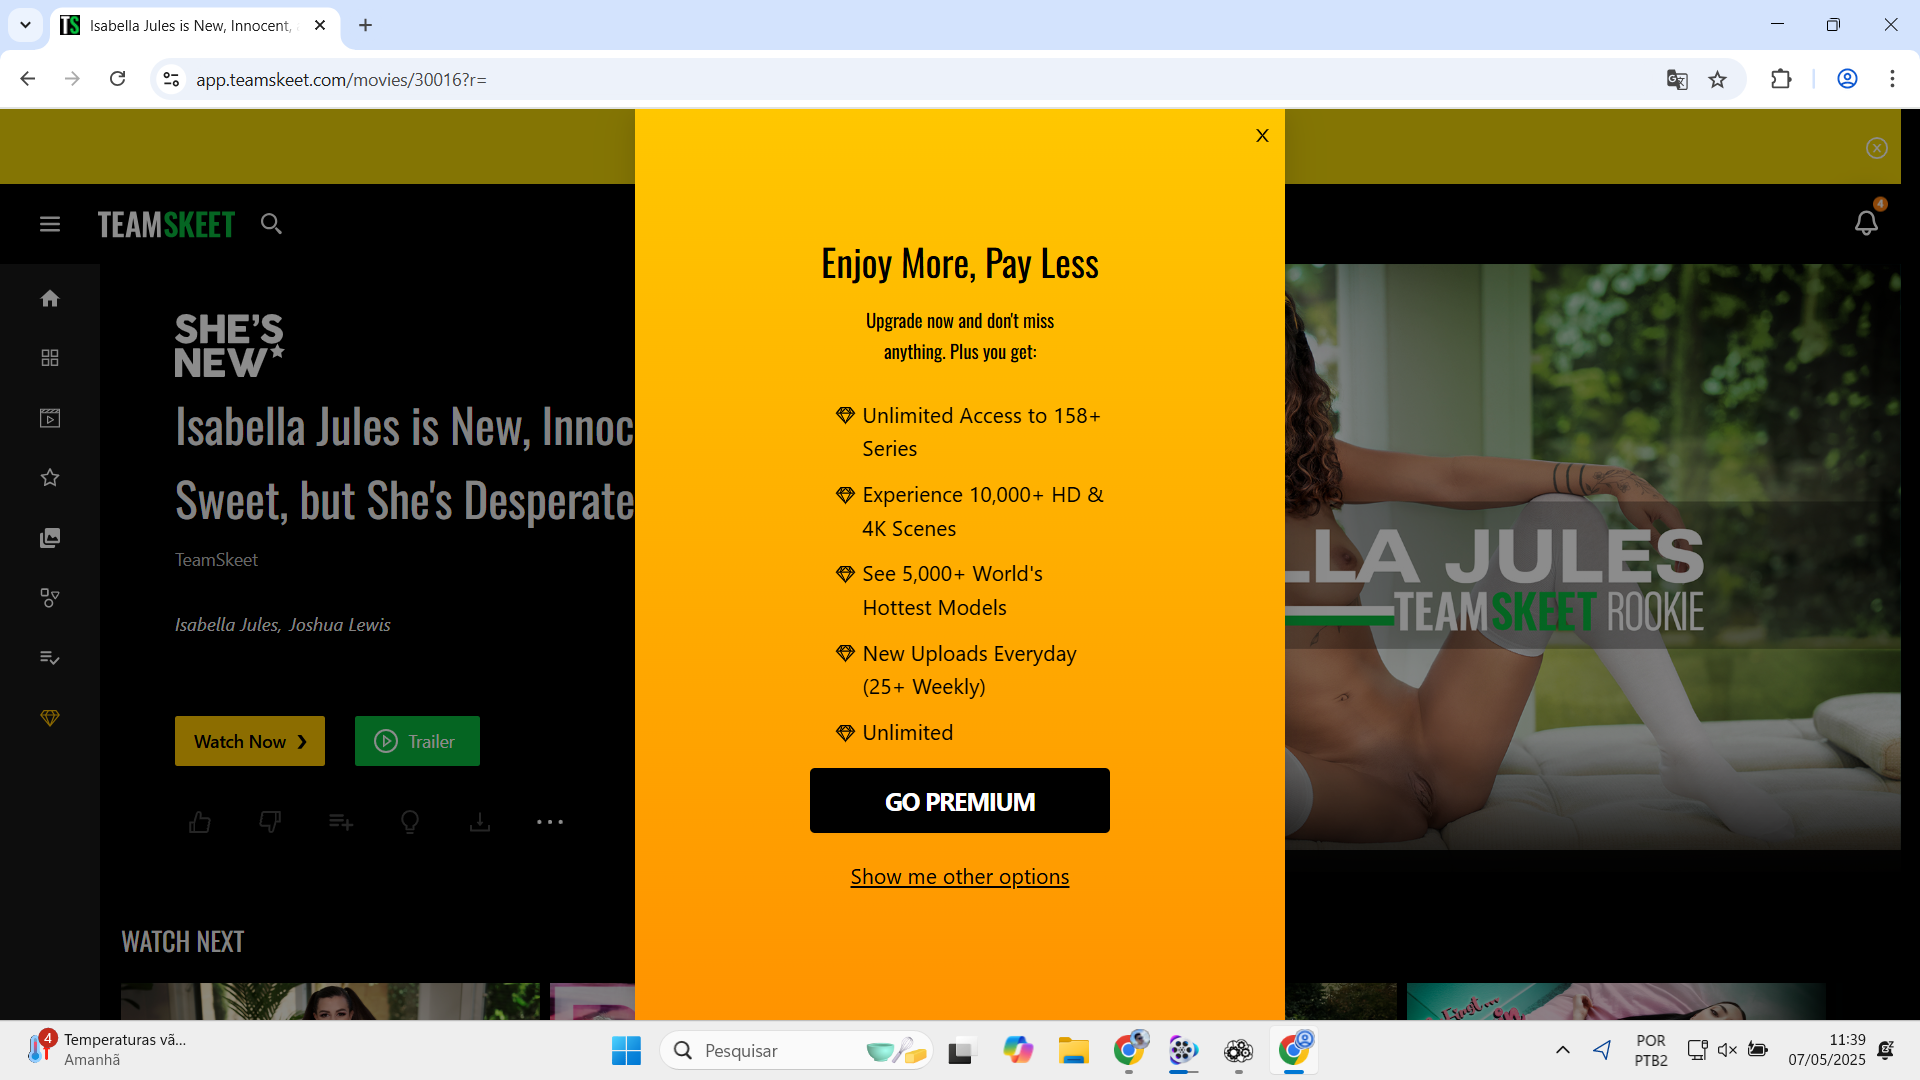 Isabella Jules is New, Innocent,
app.teamskeet.com/movies/30016?r=
X
TEAMSKEET
4
Enjoy More, Pay Less
Upgrade now and don't miss
anything. Plus you get:
Unlimited Access to 158+
Series
Experience 10,000+ HD &
4K Scenes
See 5,000+ World's
Hottest Models
New Uploads Everyday
(25+ Weekly)
Unlimited
GO PREMIUM
Show me other options
SHE'S
NEW
Isabella Jules is New, Innoc
Sweet, but She's Desperate
TeamSkeet
Isabella Jules, Joshua Lewis
Watch Now
Trailer
LLA JULES
TEAMSKEET ROOKIE
WATCH NEXT
First...
4
Temperaturas vã...
Amanhã
Pesquisar
POR
PTB2
11:39
07/05/2025